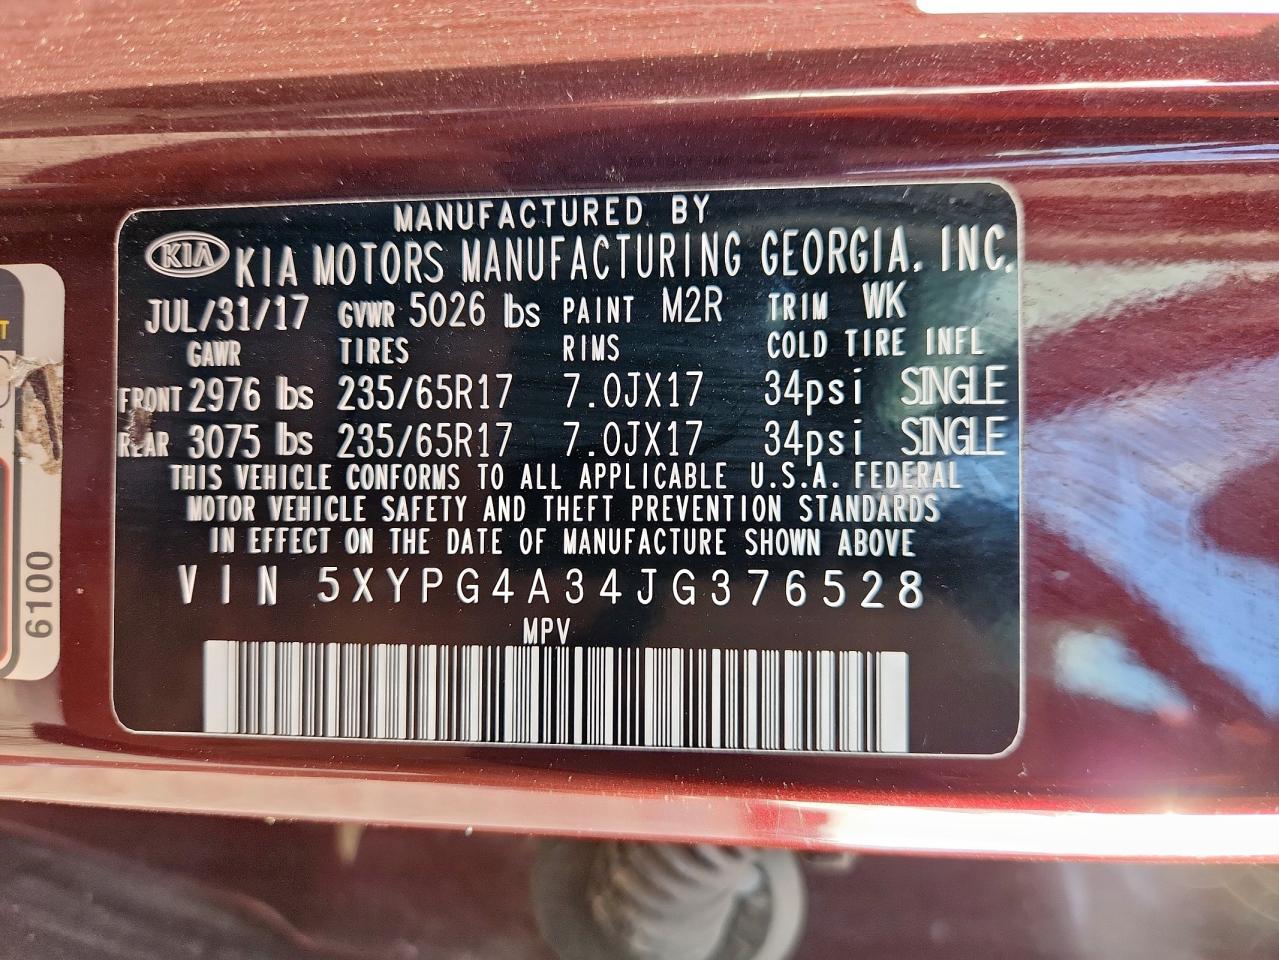 MANUFACTURED BY
KIA KIA MOTORS MANUFACTURING GEORGIA, INC.
JUL/31/17 GVWR 5026 lbs PAINT M2R TRIM WK
GAWR TIRES RIMS COLD TIRE INFL
FRONT 2976 lbs 235/65R17 7.0JX17 34psi SINGLE
REAR 3075 lbs 235/65R17 7.0JX17 34psi SINGLE
THIS VEHICLE CONFORMS TO ALL APPLICABLE U.S.A. FEDERAL
MOTOR VEHICLE SAFETY AND THEFT PREVENTION STANDARDS
IN EFFECT ON THE DATE OF MANUFACTURE SHOWN ABOVE
VIN 5XYPG4A34JG376528
MPV
6100